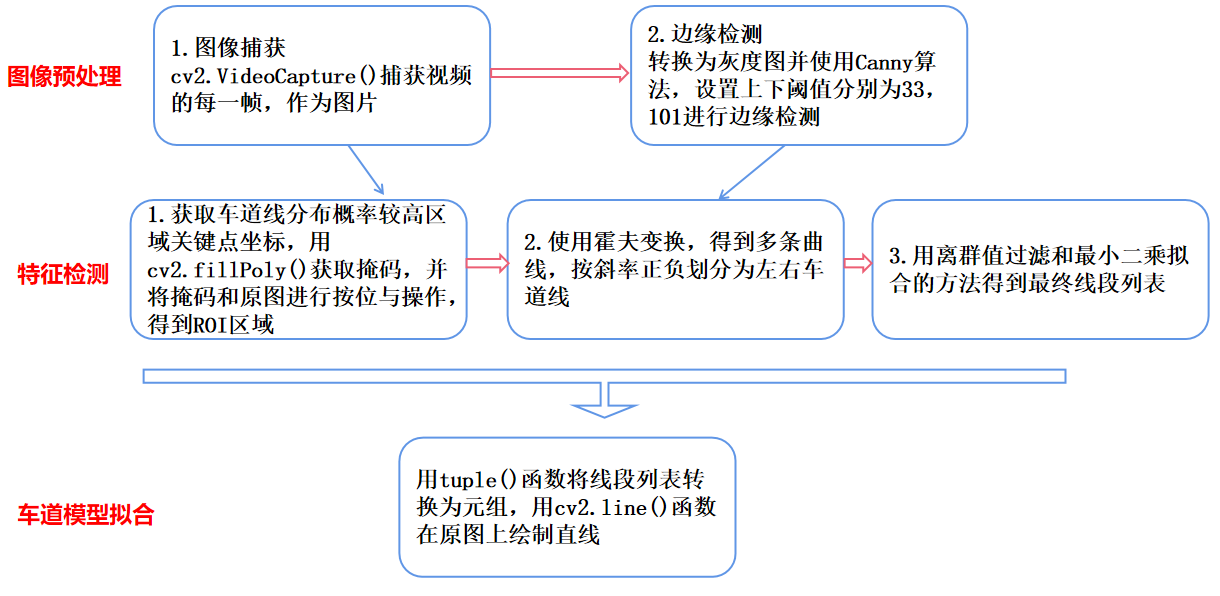 图像预处理
1.图像捕获
cv2.VideoCapture()捕获视频
的每一帧，作为图片
2.边缘检测
转换为灰度图并使用Canny算
法，设置上下阈值分别为33，
101进行边缘检测
特征检测
1.获取车道线分布概率较高区
域关键点坐标，用
cv2.fillPoly()获取掩码，并
将掩码和原图进行按位与操作，
得到ROI区域
2.使用霍夫变换，得到多条曲
线，按斜率正负划分为左右车
道线
3.用离群值过滤和最小二乘拟
合的方法得到最终线段列表
车道模型拟合
用tuple()函数将线段列表转
换为元组，用cv2.line()函数
在原图上绘制直线